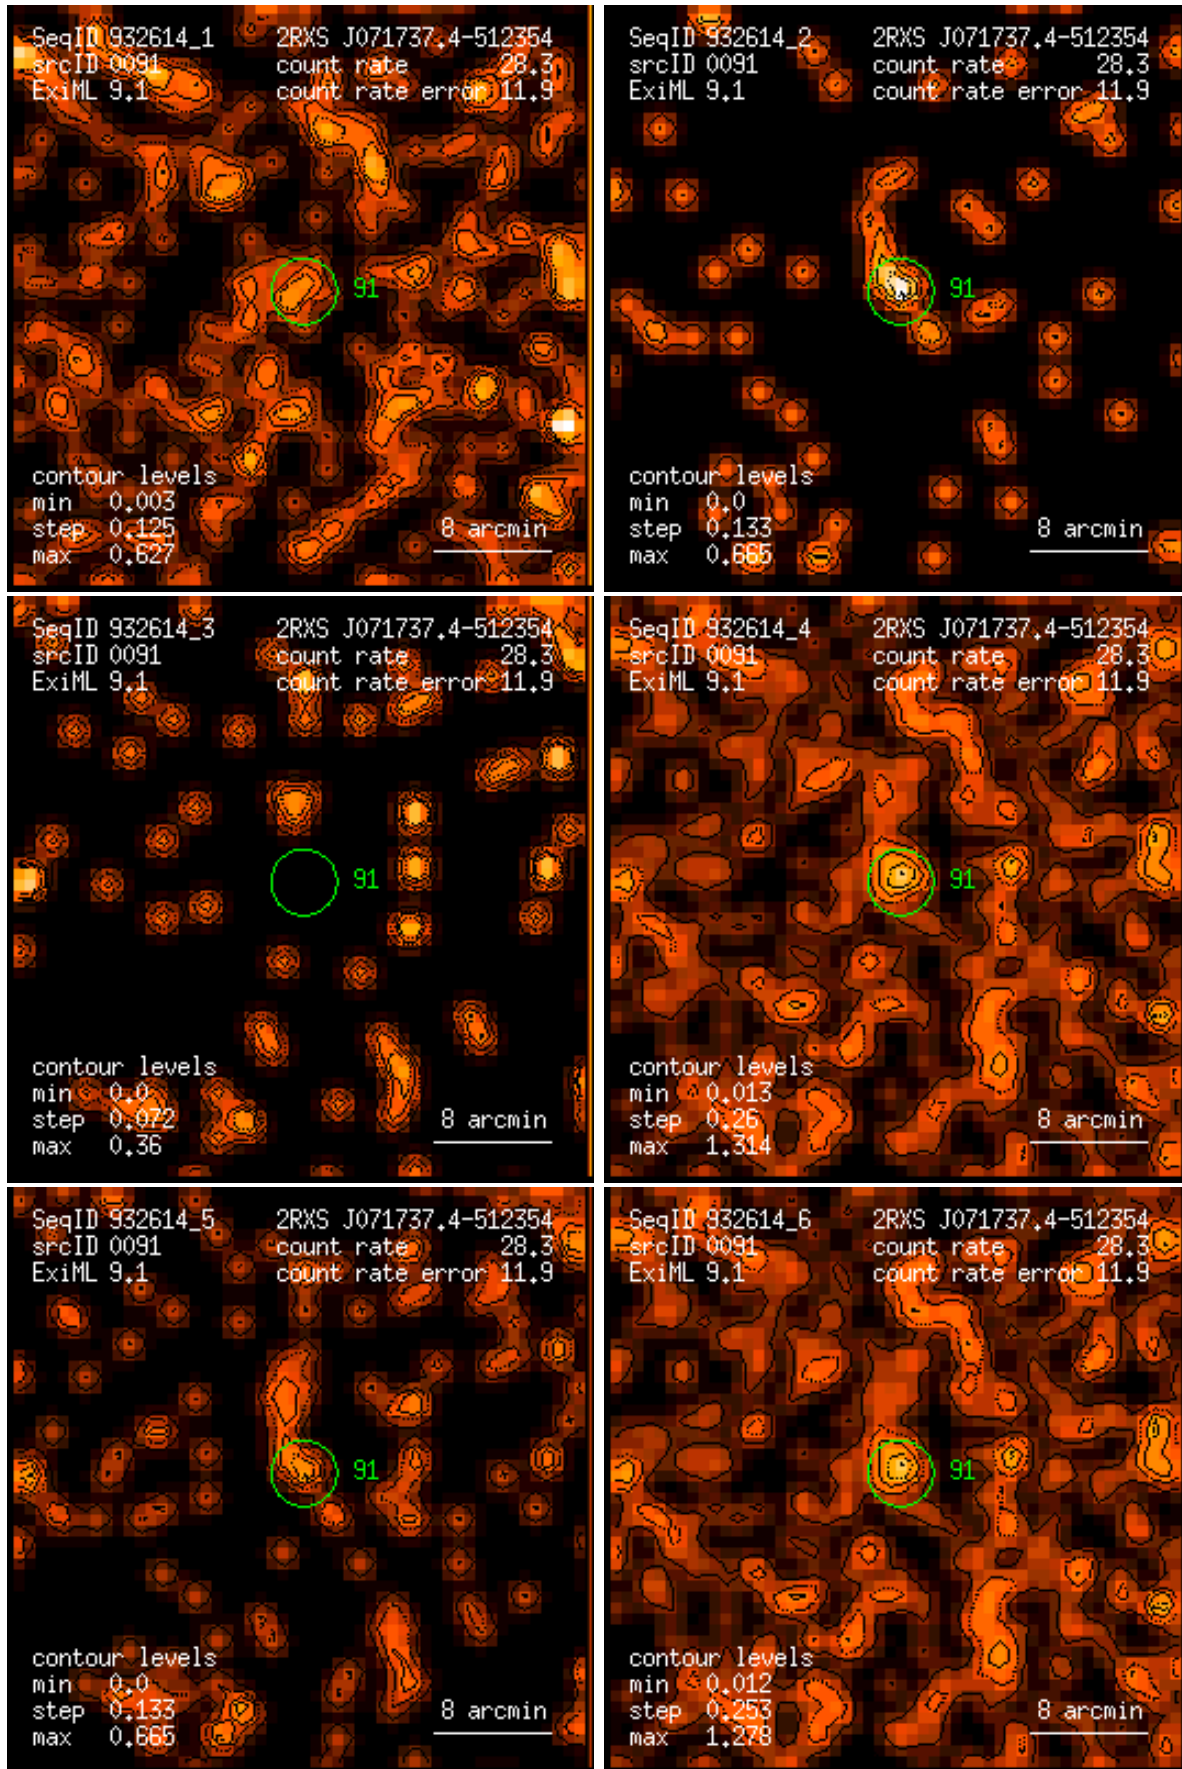 SeqID 932614_1 2RXS J071737.4-512354
srcID 0091 count rate 28.3
ExiML 9.1 count rate error 11.9
91
contour levels
min 0.003
step 0.125 8 arcmin
max 0.627
SeqID 932614_2 2RXS J071737.4-512354
srcID 0091 count rate 28.3
ExiML 9.1 count rate error 11.9
91
contour levels
min 0.0
step 0.133 8 arcmin
max 0.665
SeqID 932614_3 2RXS J071737.4-512354
srcID 0091 count rate 28.3
ExiML 9.1 count rate error 11.9
91
contour levels
min 0.0
step 0.072 8 arcmin
max 0.36
SeqID 932614_4 2RXS J071737.4-512354
srcID 0091 count rate 28.3
ExiML 9.1 count rate error 11.9
91
contour levels
min 0.013
step 0.26 8 arcmin
max 1.314
SeqID 932614_5 2RXS J071737.4-512354
srcID 0091 count rate 28.3
ExiML 9.1 count rate error 11.9
91
contour levels
min 0.0
step 0.133 8 arcmin
max 0.665
SeqID 932614_6 2RXS J071737.4-512354
srcID 0091 count rate 28.3
ExiML 9.1 count rate error 11.9
91
contour levels
min 0.012
step 0.253 8 arcmin
max 1.278